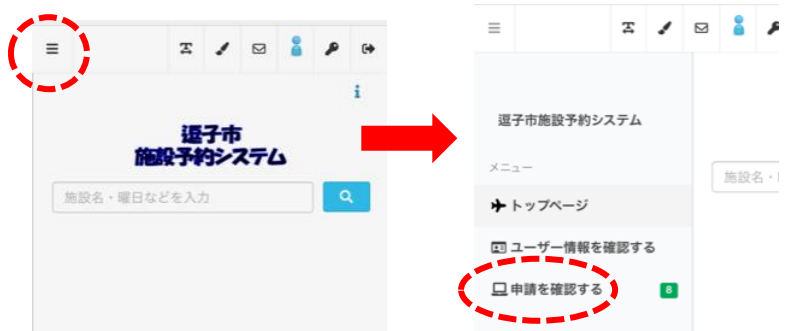 逗子市
施設予約システム
施設名・曜日などを入力
逗子市施設予約システム
メニュー
トップページ
ユーザー情報を確認する
申請を確認する 8
施設名・